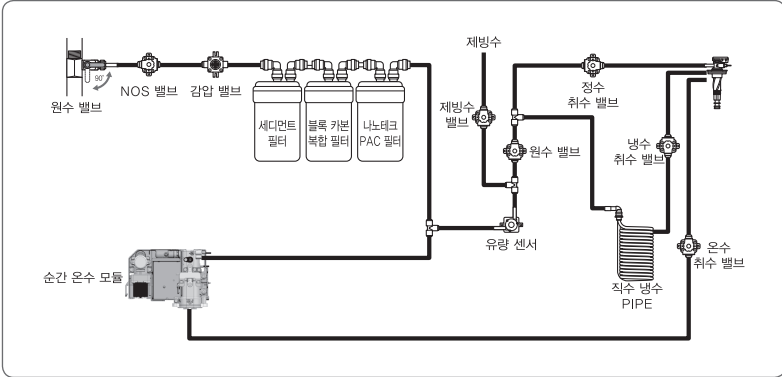 제빙수
90°
원수 밸브
NOS 밸브
감압 밸브
정수
취수 밸브
세디먼트
필터
블록 카본
복합 필터
나노테크
PAC 필터
제빙수
밸브
원수 밸브
냉수
취수 밸브
유량 센서
온수
취수 밸브
순간 온수 모듈
직수 냉수
PIPE